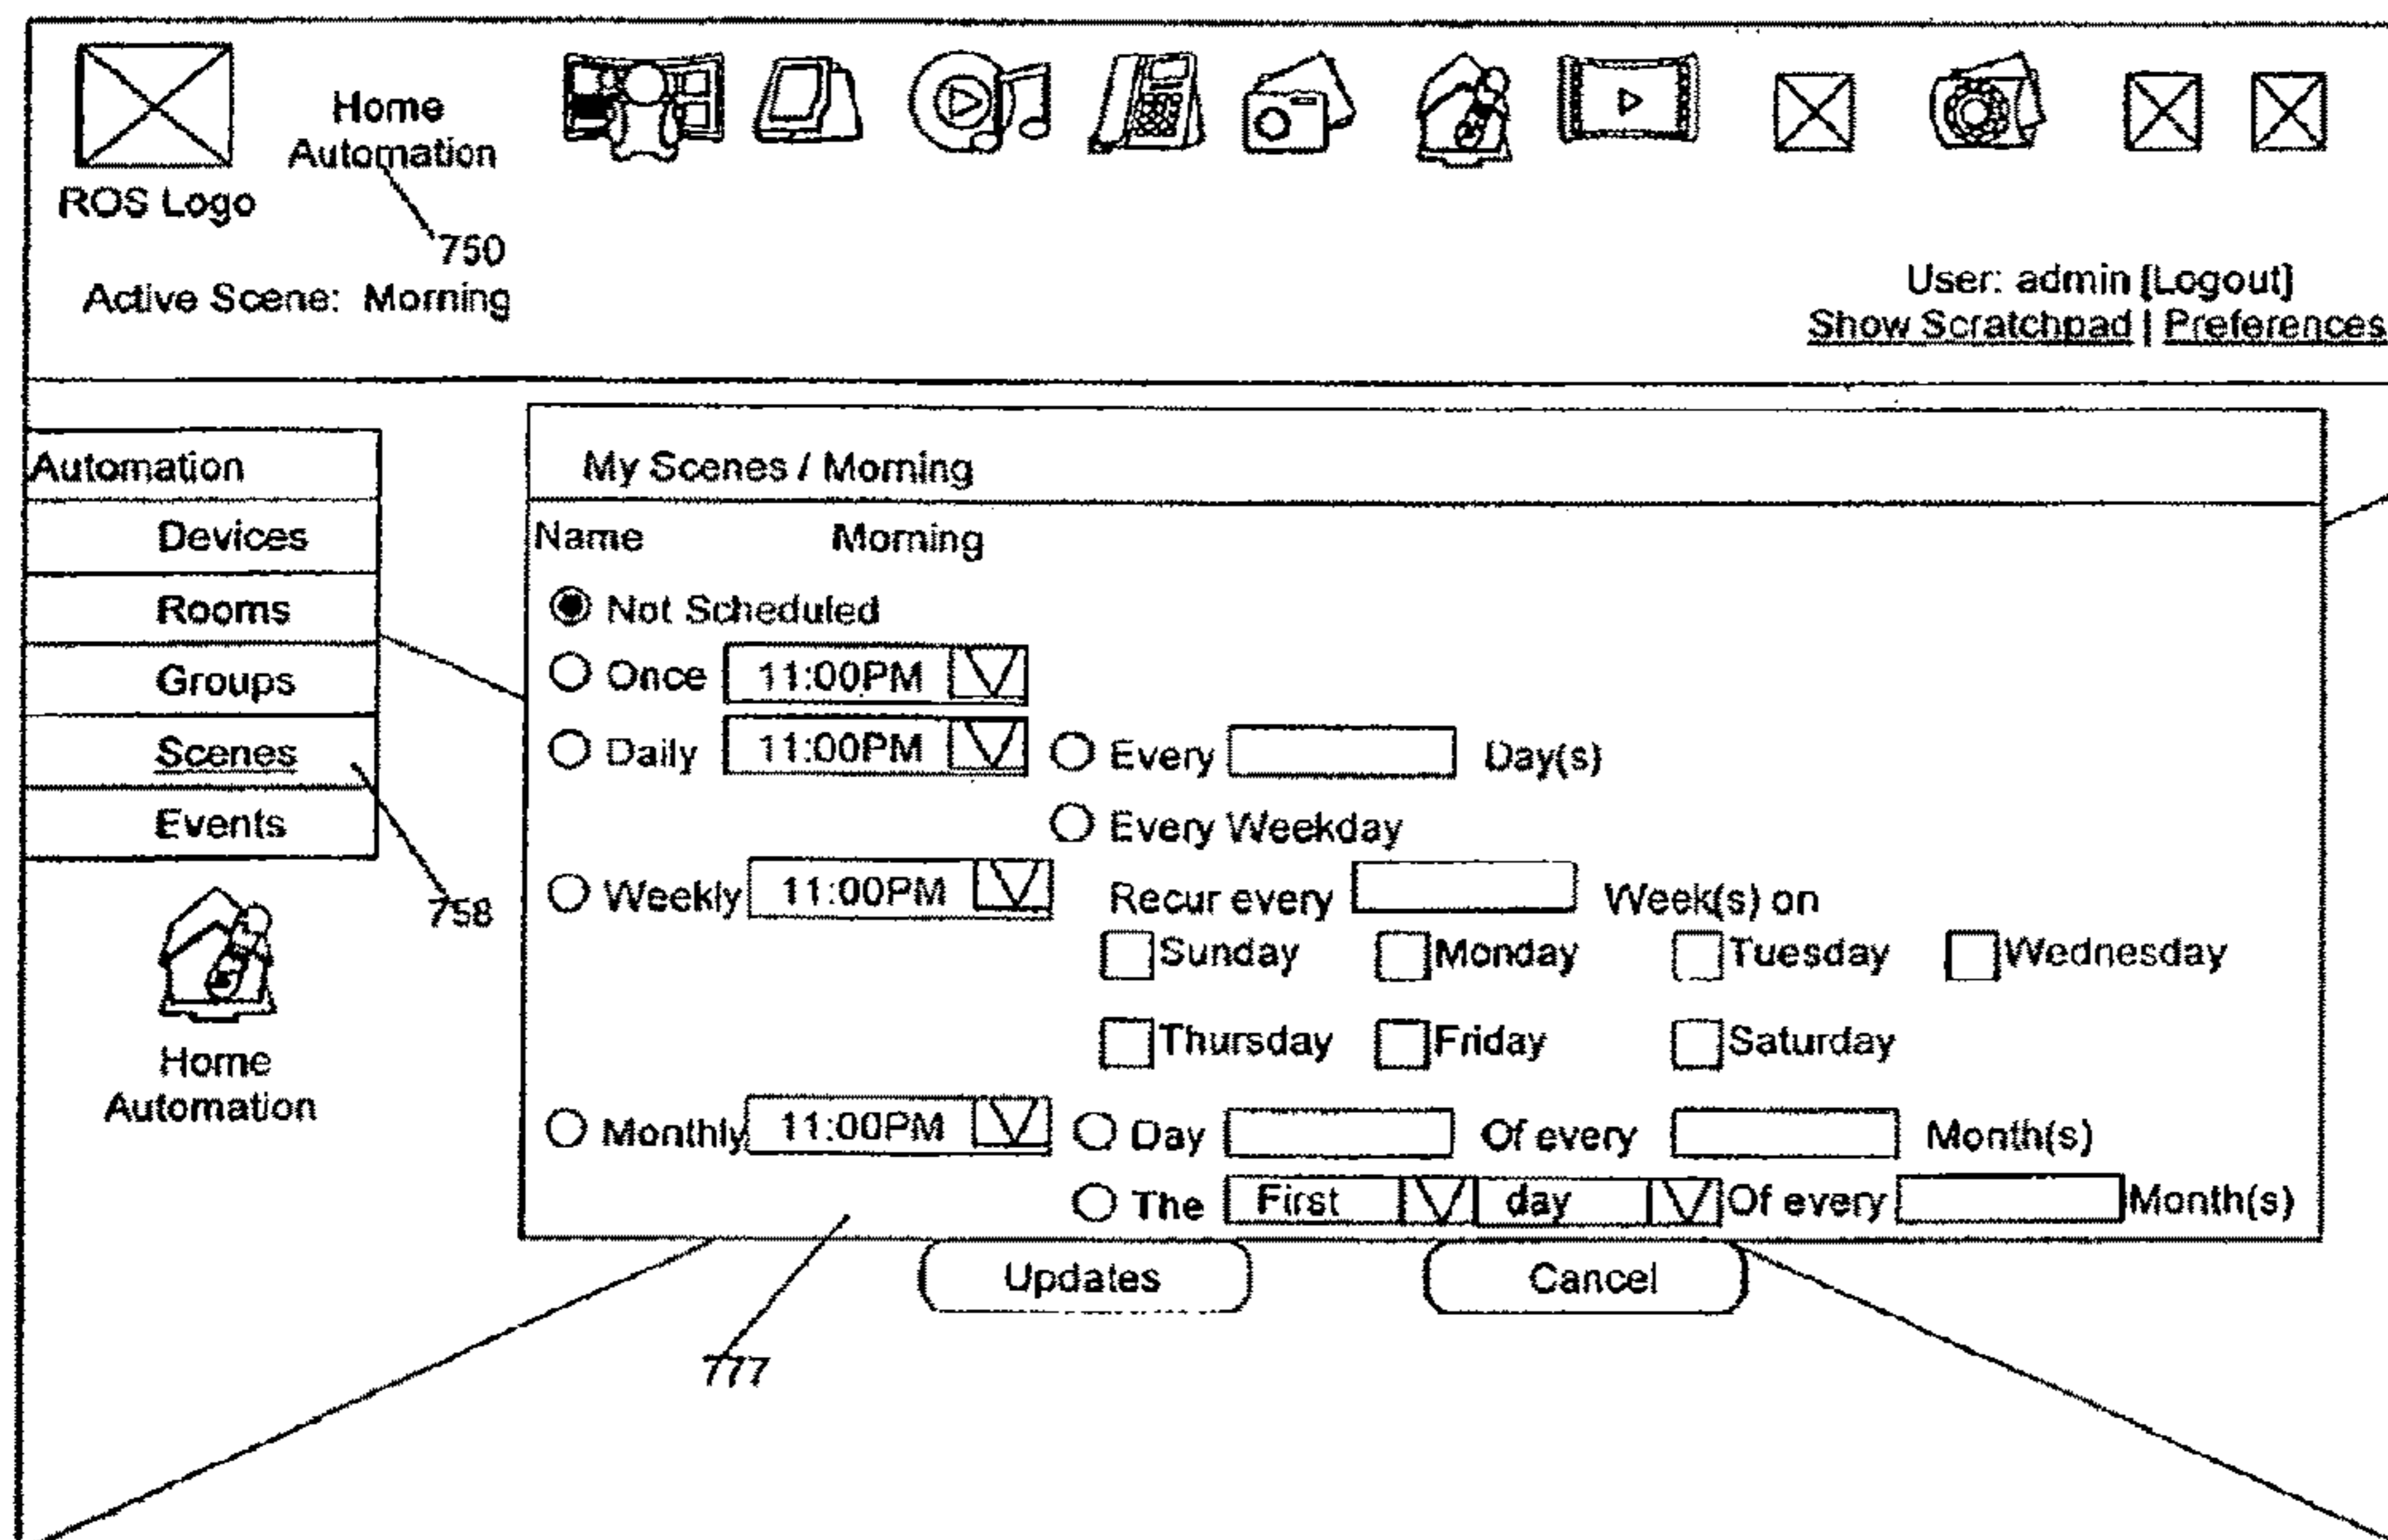 Home
Automation
ROS Logo
750
Active Scene: Morning
User: admin [Logout]
Show Scratchpad | Preferences
Automation
Devices
Rooms
Groups
Scenes
Events
758
Home
Automation
My Scenes / Morning
Name Morning
Not Scheduled
Once 11:00PM
Daily 11:00PM Every Day(s)
Every Weekday
Weekly 11:00PM Recur every Week(s) on
Sunday Monday Tuesday Wednesday
Thursday Friday Saturday
Monthly 11:00PM Day Of every Month(s)
The First day Of every Month(s)
Updates Cancel
777